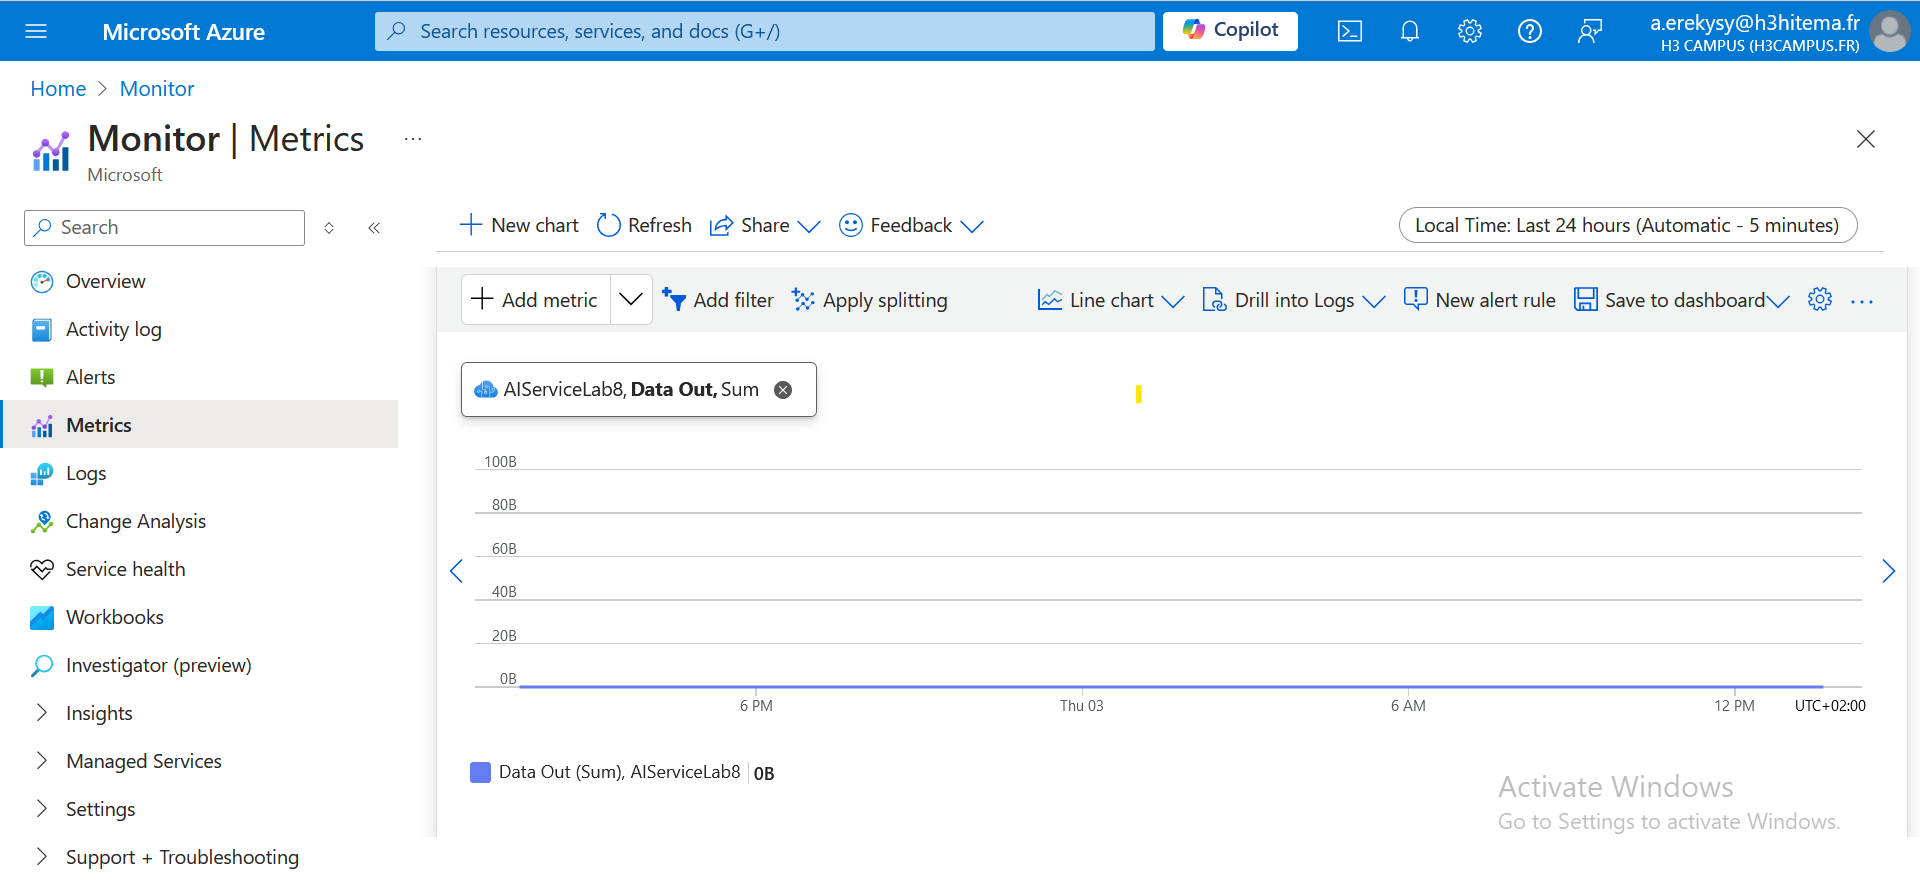 Microsoft Azure
Search resources, services, and docs (G+/)
Copilot
a.erekysy@h3hitema.fr
H3 CAMPUS (H3CAMPUS.FR)
Home > Monitor
Monitor | Metrics ...
Microsoft
Search
Overview
Activity log
Alerts
Metrics
Logs
Change Analysis
Service health
Workbooks
Investigator (preview)
Insights
Managed Services
Settings
Support + Troubleshooting
New chart Refresh Share Feedback
Local Time: Last 24 hours (Automatic - 5 minutes)
Add metric Add filter Apply splitting Line chart Drill into Logs New alert rule Save to dashboard ...
AIServiceLab8, Data Out, Sum
100B
80B
60B
40B
20B
0B
6 PM Thu 03 6 AM 12 PM UTC+02:00
Data Out (Sum), AIServiceLab8 | 0B
Activate Windows
Go to Settings to activate Windows.